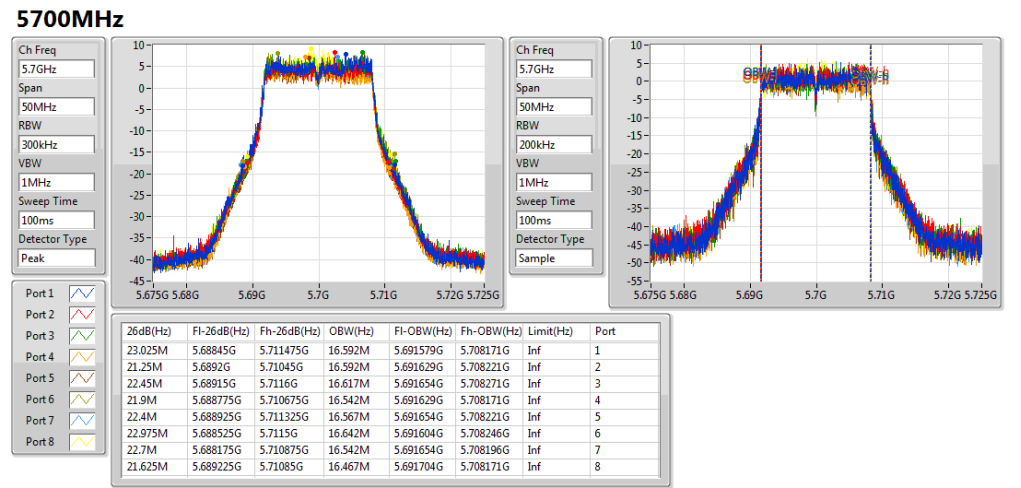 5700MHz
Ch Freq
5.7GHz
Span
50MHz
RBW
300kHz
VBW
1MHz
Sweep Time
100ms
Detector Type
Peak
10
5
0
-5
-10
-15
-20
-25
-30
-35
-40
-45
5.675G 5.68G 5.69G 5.7G 5.71G 5.72G 5.725G
Ch Freq
5.7GHz
Span
50MHz
RBW
200kHz
VBW
1MHz
Sweep Time
100ms
Detector Type
Sample
10
5
0
-5
-10
-15
-20
-25
-30
-35
-40
-45
-50
-55
5.675G 5.68G 5.69G 5.7G 5.71G 5.72G 5.725G
Port 1
Port 2
Port 3
Port 4
Port 5
Port 6
Port 7
Port 8
26dB(Hz) Fl-26dB(Hz) Fh-26dB(Hz) OBW(Hz) Fl-OBW(Hz) Fh-OBW(Hz) Limit(Hz) Port
23.025M 5.68845G 5.711475G 16.592M 5.691579G 5.708171G Inf 1
21.25M 5.6892G 5.71045G 16.592M 5.691629G 5.708221G Inf 2
22.45M 5.68915G 5.7116G 16.617M 5.691654G 5.708271G Inf 3
21.9M 5.688775G 5.710675G 16.542M 5.691629G 5.708171G Inf 4
22.4M 5.688925G 5.711325G 16.567M 5.691654G 5.708221G Inf 5
22.975M 5.688525G 5.7115G 16.642M 5.691604G 5.708246G Inf 6
22.7M 5.688175G 5.710875G 16.542M 5.691654G 5.708196G Inf 7
21.625M 5.689225G 5.71085G 16.467M 5.691704G 5.708171G Inf 8